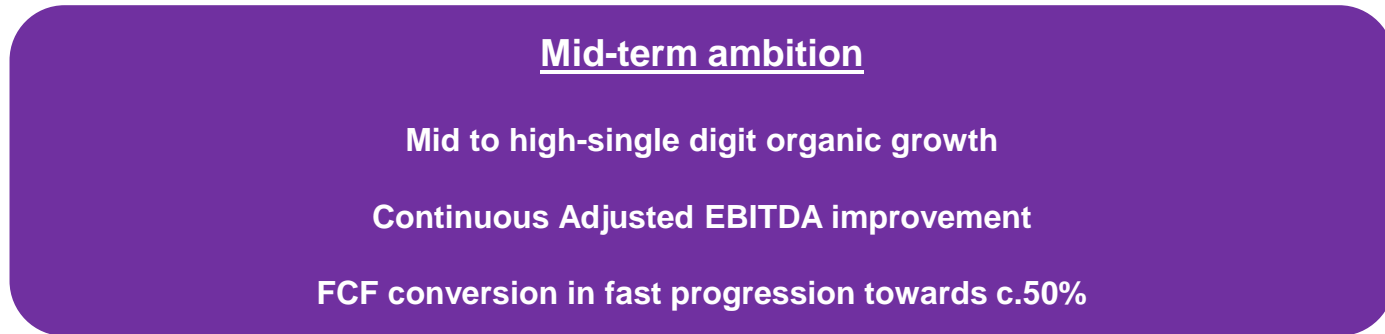 Mid-term ambition
Mid to high-single digit organic growth
Continuous Adjusted EBITDA improvement
FCF conversion in fast progression towards c.50%